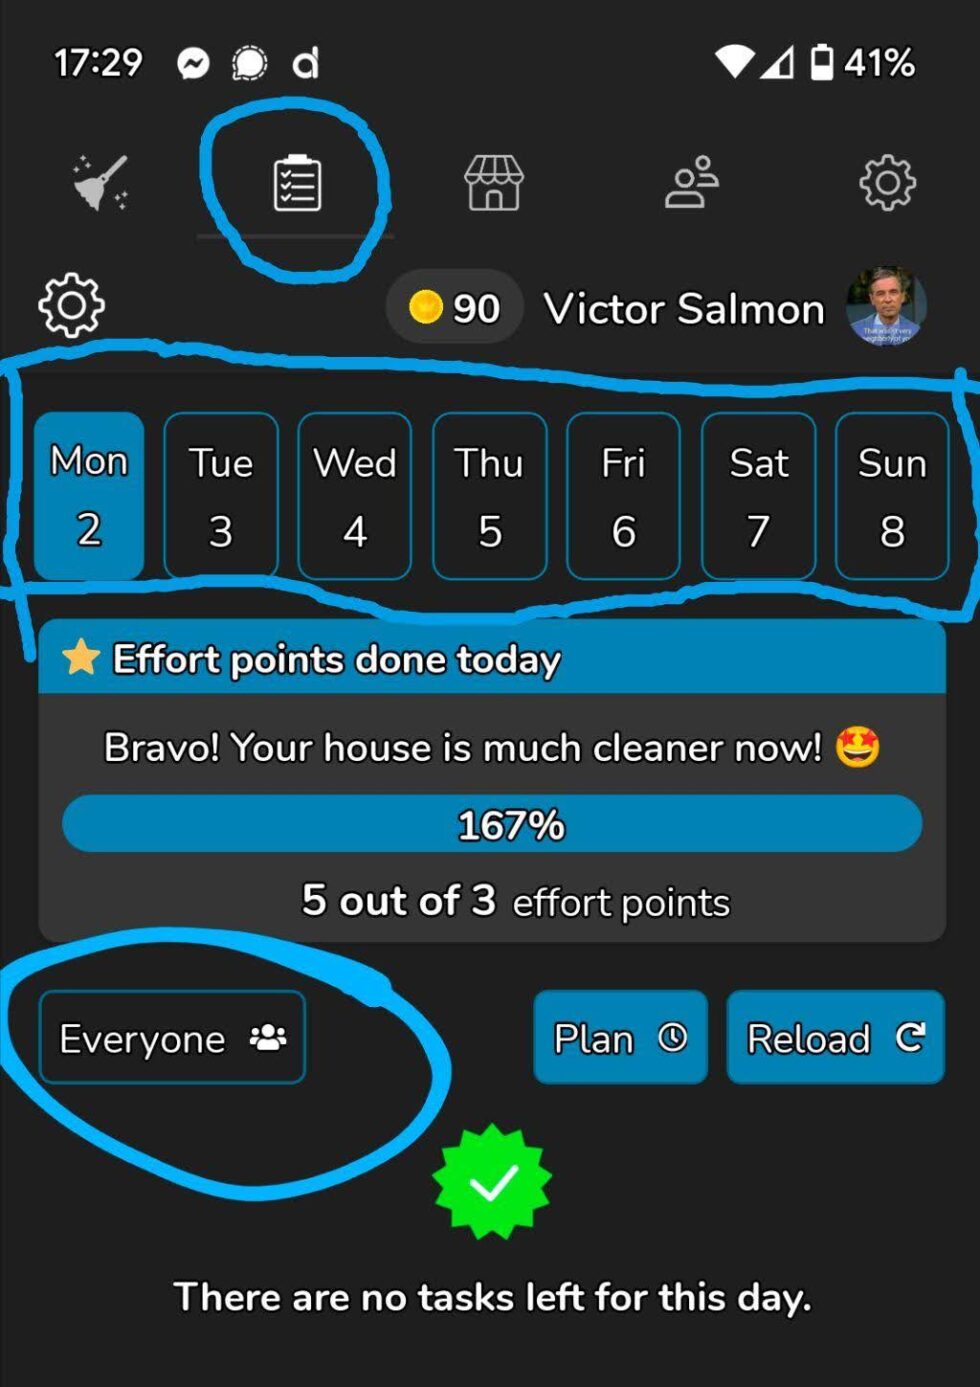 17:29 41%
90 Victor Salmon
Mon Tue Wed Thu Fri Sat Sun
2 3 4 5 6 7 8
Effort points done today
Bravo! Your house is much cleaner now!
167%
5 out of 3 effort points
Everyone Plan Reload
There are no tasks left for this day.